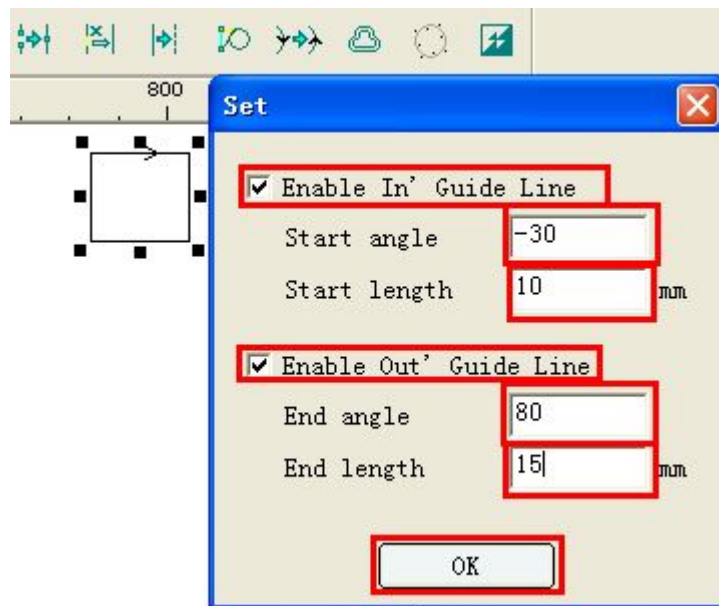 800
Set
Enable In' Guide Line
Start angle -30
Start length 10 mm
Enable Out' Guide Line
End angle 80
End length 15 mm
OK